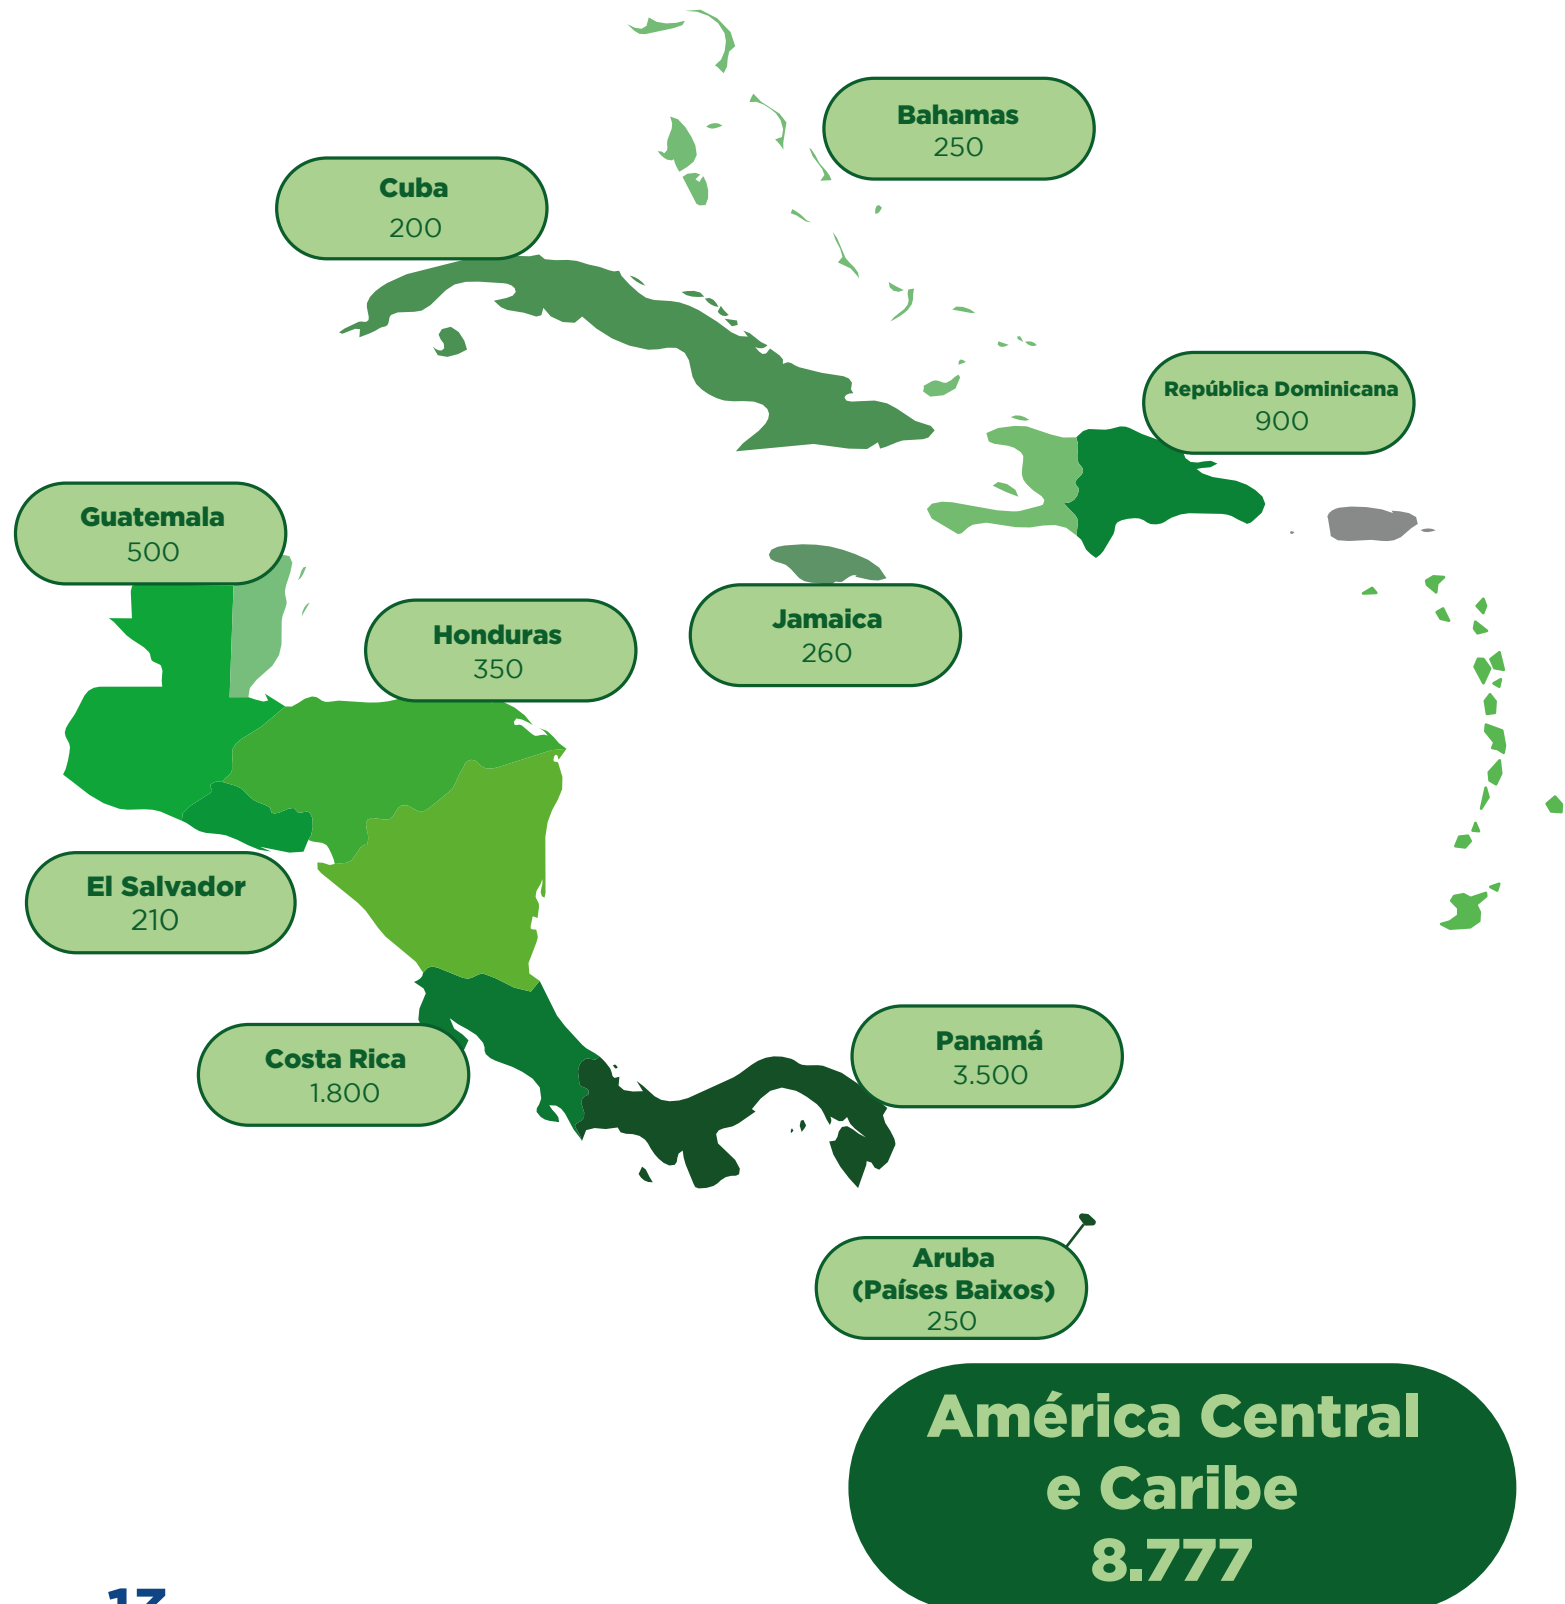 Bahamas
250
Cuba
200
República Dominicana
900
Guatemala
500
Honduras
350
Jamaica
260
El Salvador
210
Costa Rica
1.800
Panamá
3.500
Aruba
(Países Baixos)
250
América Central
e Caribe
8.777
13